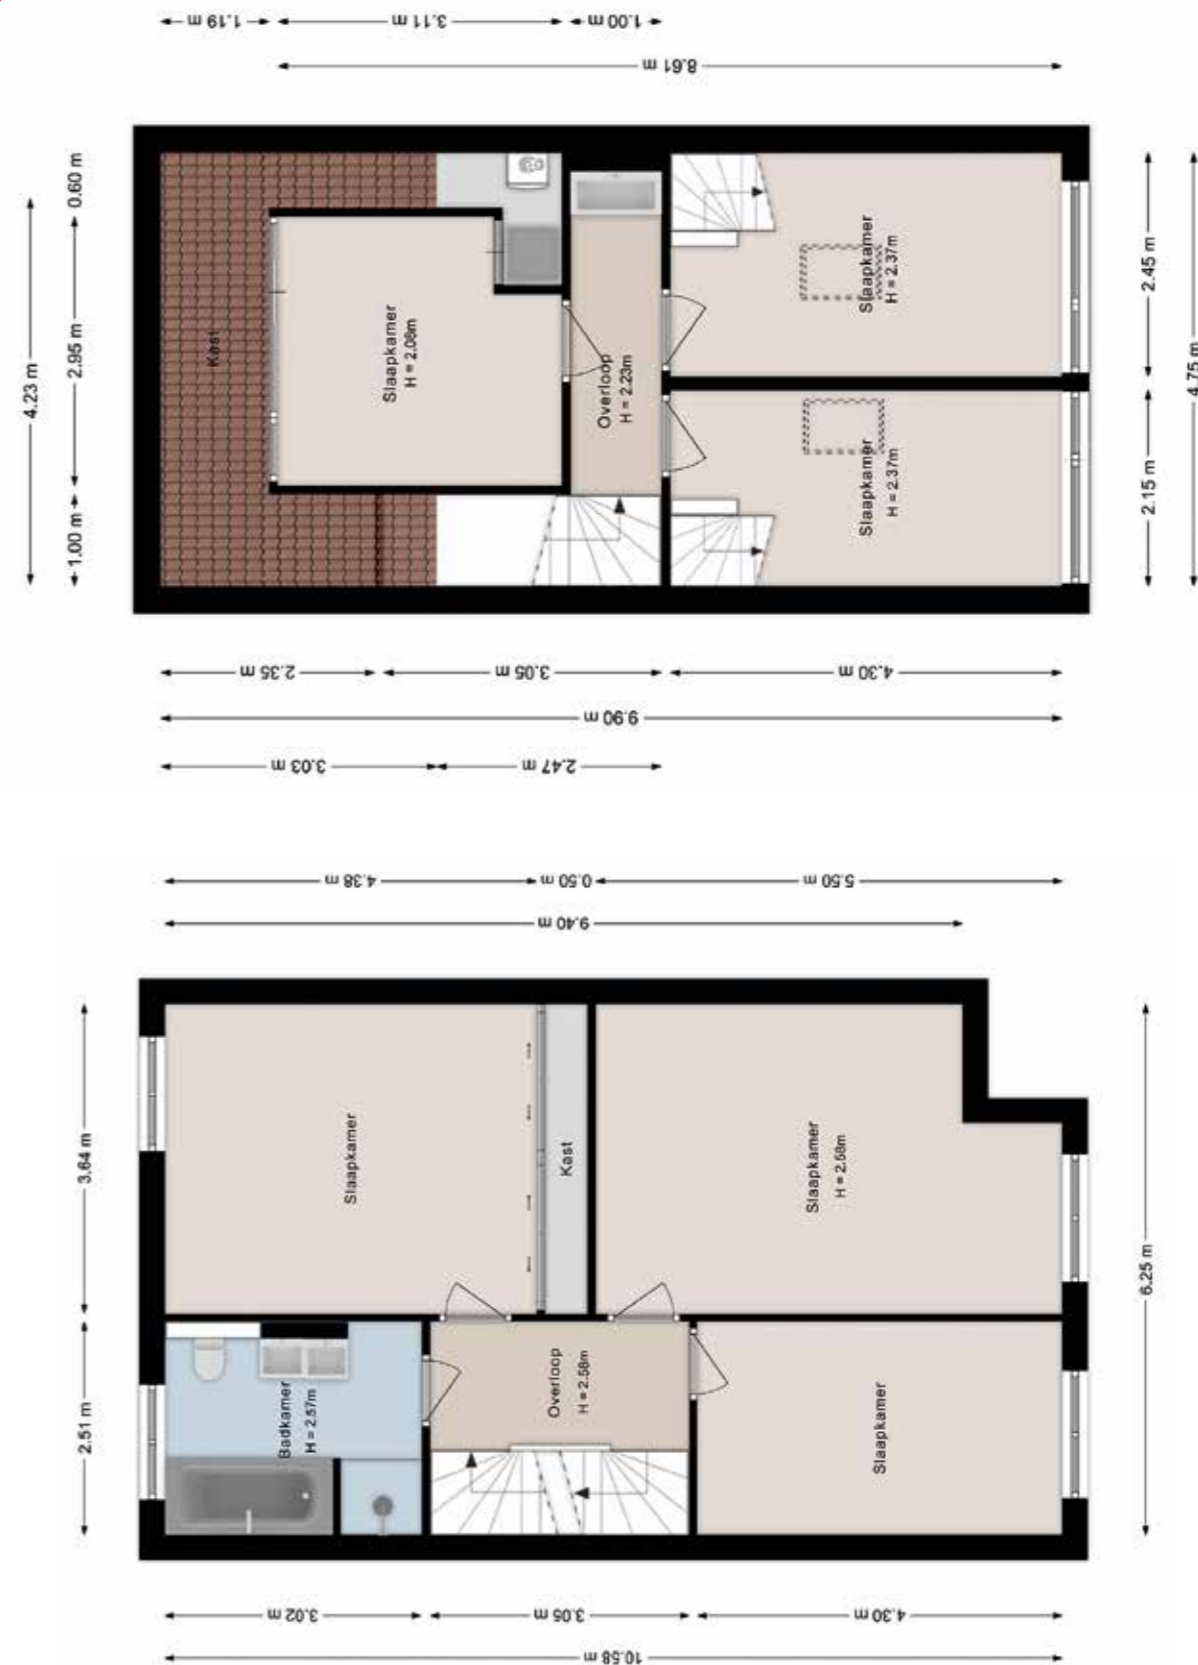 1.19 m
3.11 m
1.00 m
8.61 m
0.60 m
4.23 m
2.95 m
1.00 m
Kast
Slaapkamer
H = 2.08m
Overloop
H = 2.23m
Slaapkamer
H = 2.37m
Slaapkamer
H = 2.37m
2.45 m
2.15 m
4.75 m
2.35 m
3.05 m
4.30 m
9.90 m
3.03 m
2.47 m
4.38 m
0.50 m
5.50 m
9.40 m
3.64 m
2.51 m
Slaapkamer
Kast
Slaapkamer
H = 2.58m
Badkamer
H = 2.57m
Overloop
H = 2.58m
Slaapkamer
6.25 m
3.02 m
3.05 m
4.30 m
10.58 m